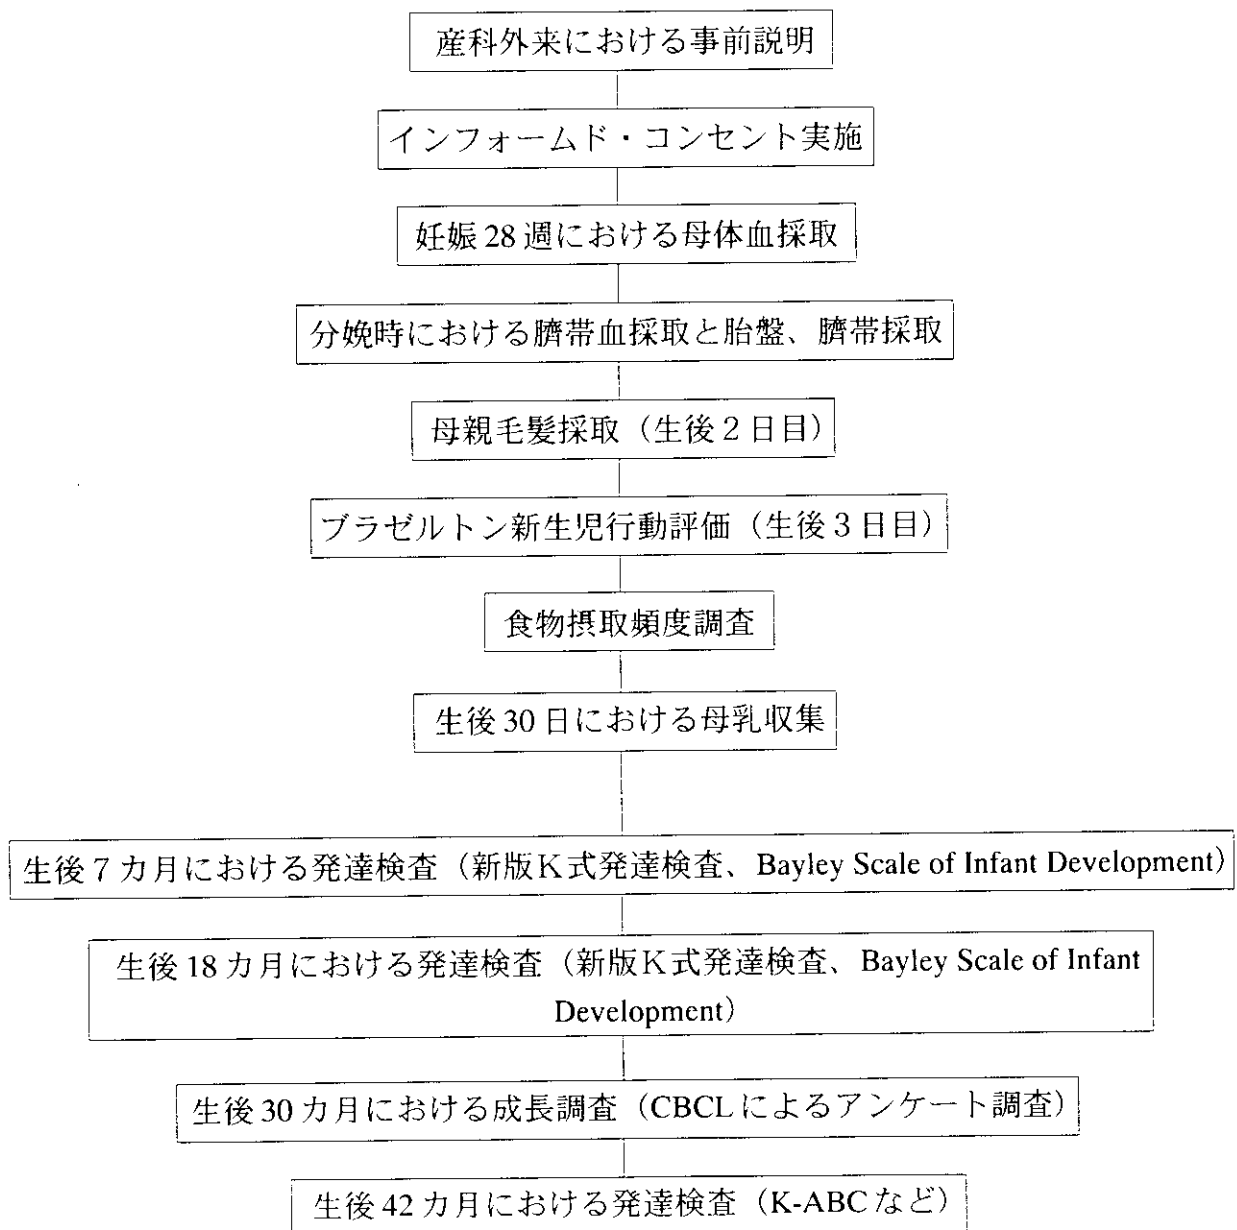 産科外来における事前説明
インフォームド・コンセント実施
妊娠28週における母体血採取
分娩時における臍帯血採取と胎盤、臍帯採取
母親毛髪採取（生後２日目）
ブラゼルトン新生児行動評価（生後３日目）
食物摂取頻度調査
生後30日における母乳収集
生後７カ月における発達検査（新版Ｋ式発達検査、Bayley Scale of Infant Development）
生後18カ月における発達検査（新版Ｋ式発達検査、Bayley Scale of Infant
Development）
生後30カ月における成長調査（CBCLによるアンケート調査）
生後42カ月における発達検査（K-ABCなど）